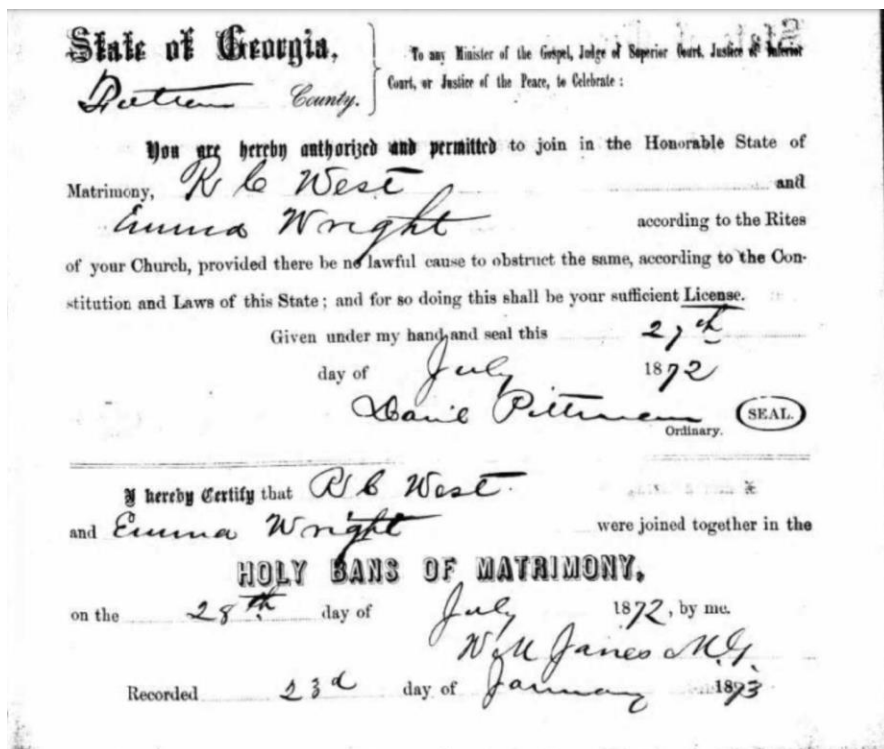 State of Georgia,
Fulton County.
To any Minister of the Gospel, Judge of Superior Court, Justice of Inferior
Court, or Justice of the Peace, to Celebrate :
You are hereby authorized and permitted to join in the Honorable State of
Matrimony, R C West and
Emma Wright according to the Rites
of your Church, provided there be no lawful cause to obstruct the same, according to the Con-
stitution and Laws of this State ; and for so doing this shall be your sufficient License.
Given under my hand and seal this 27th
day of July 1872
Daniel Pittman SEAL.
Ordinary.
I hereby Certify that R C West.
and Emma Wright were joined together in the
HOLY BANS OF MATRIMONY,
on the 28th day of July 1872, by me.
W M Janes M.G.
Recorded 23d day of January 1873